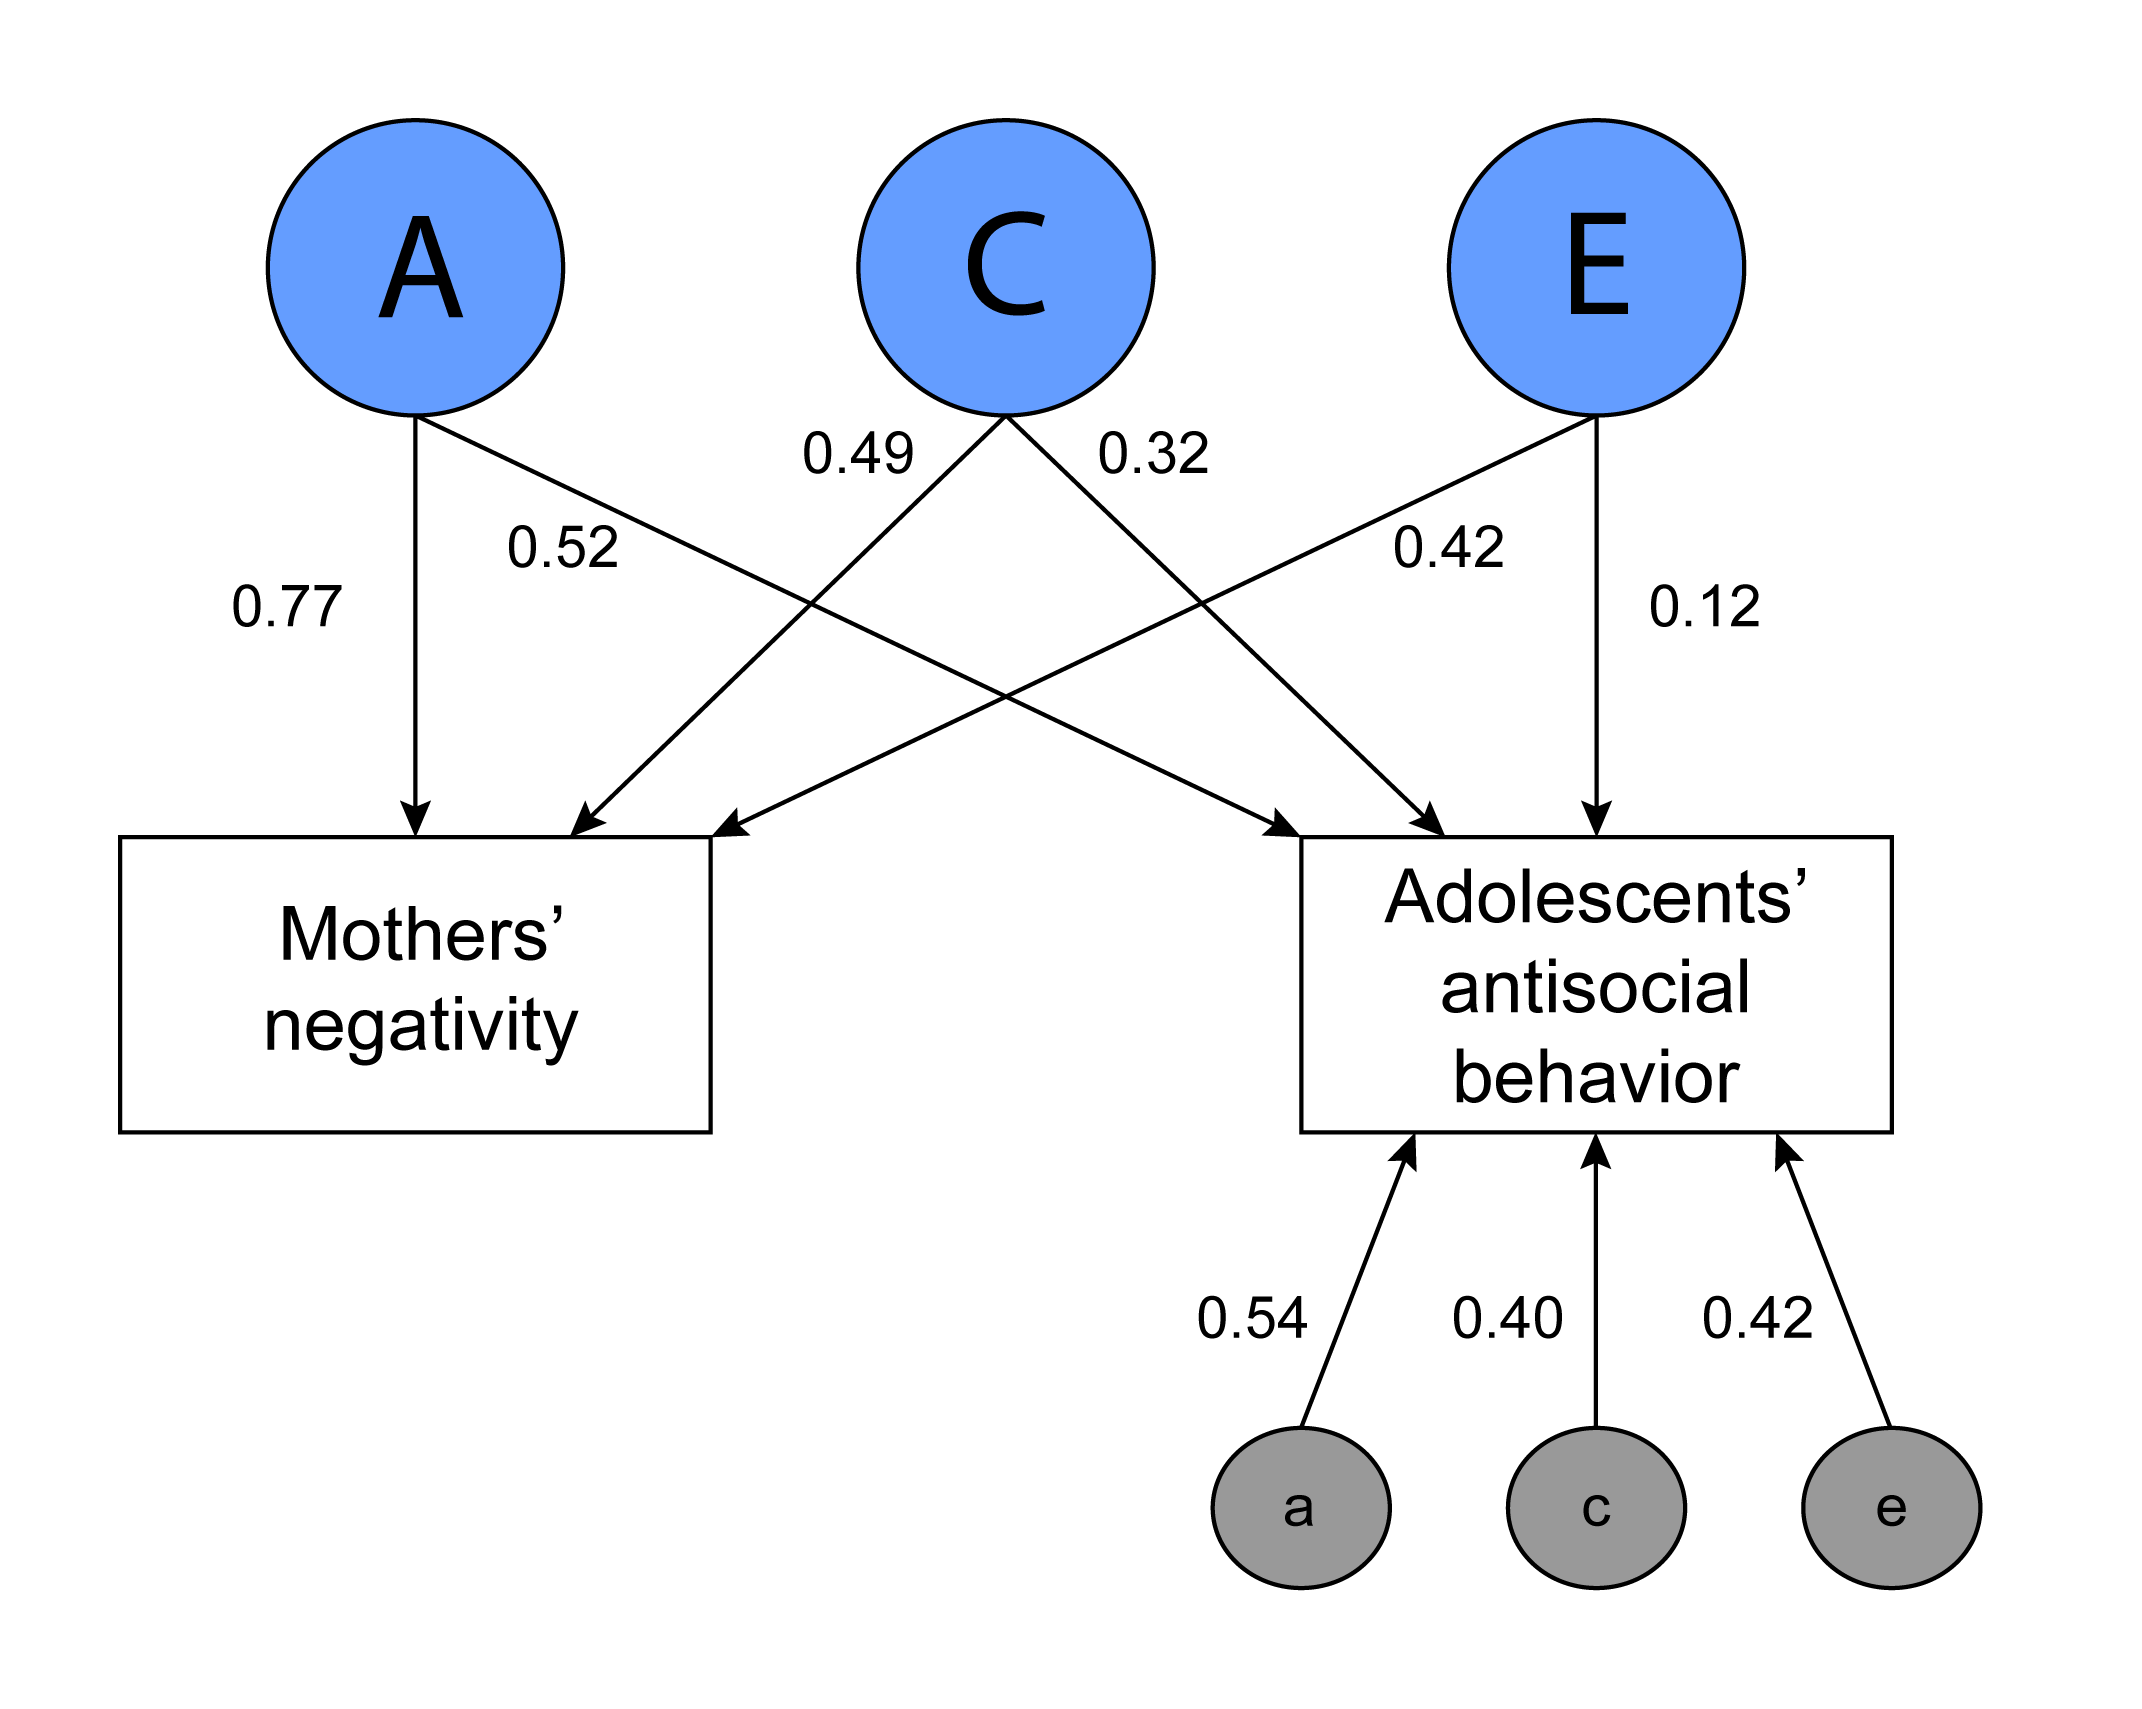 A
C
E
0.49
0.32
0.52
0.42
0.77
0.12
Mothers’
negativity
Adolescents’
antisocial
behavior
0.54
0.40
0.42
a
c
e